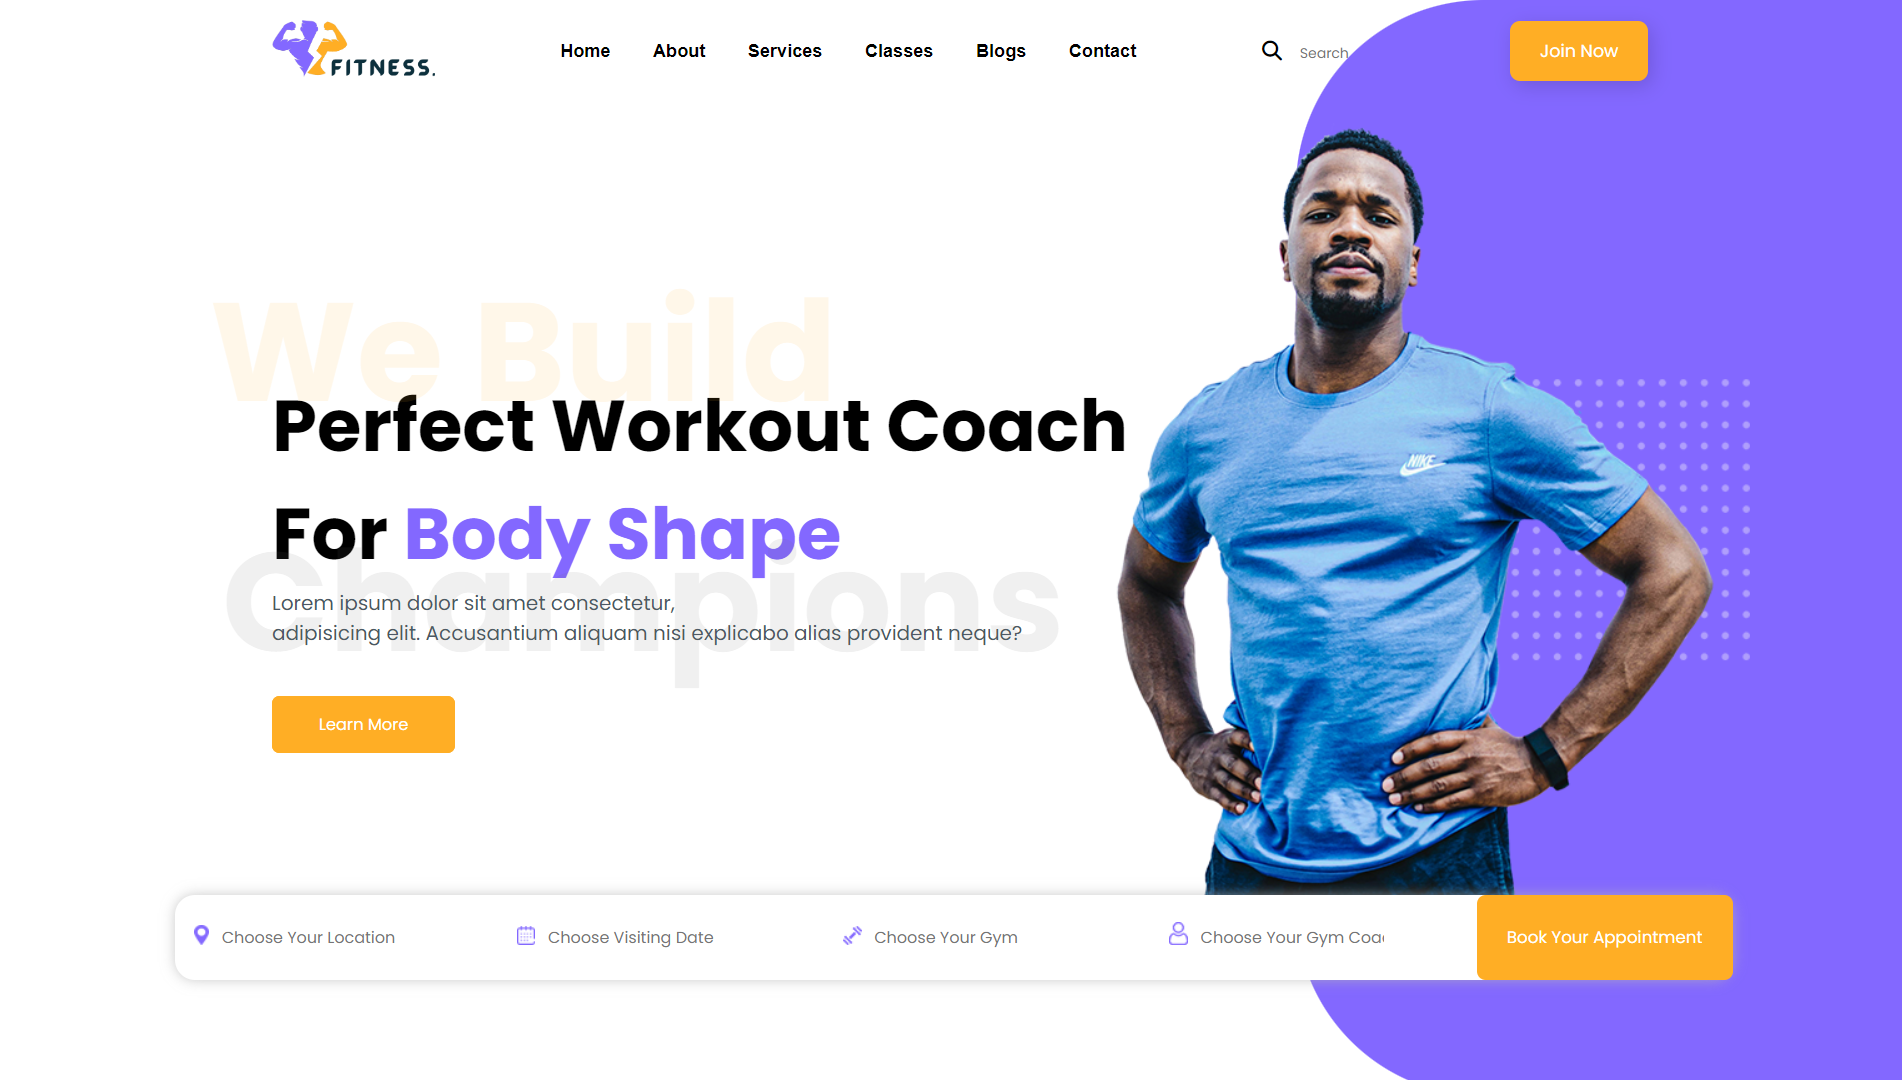 FITNESS.
Home About Services Classes Blogs Contact
Search
Join Now
We Build
Perfect Workout Coach
For Body Shape
Champions
Lorem ipsum dolor sit amet consectetur,
adipisicing elit. Accusantium aliquam nisi explicabo alias provident neque?
Learn More
NIKE
Choose Your Location
Choose Visiting Date
Choose Your Gym
Choose Your Gym Coac
Book Your Appointment